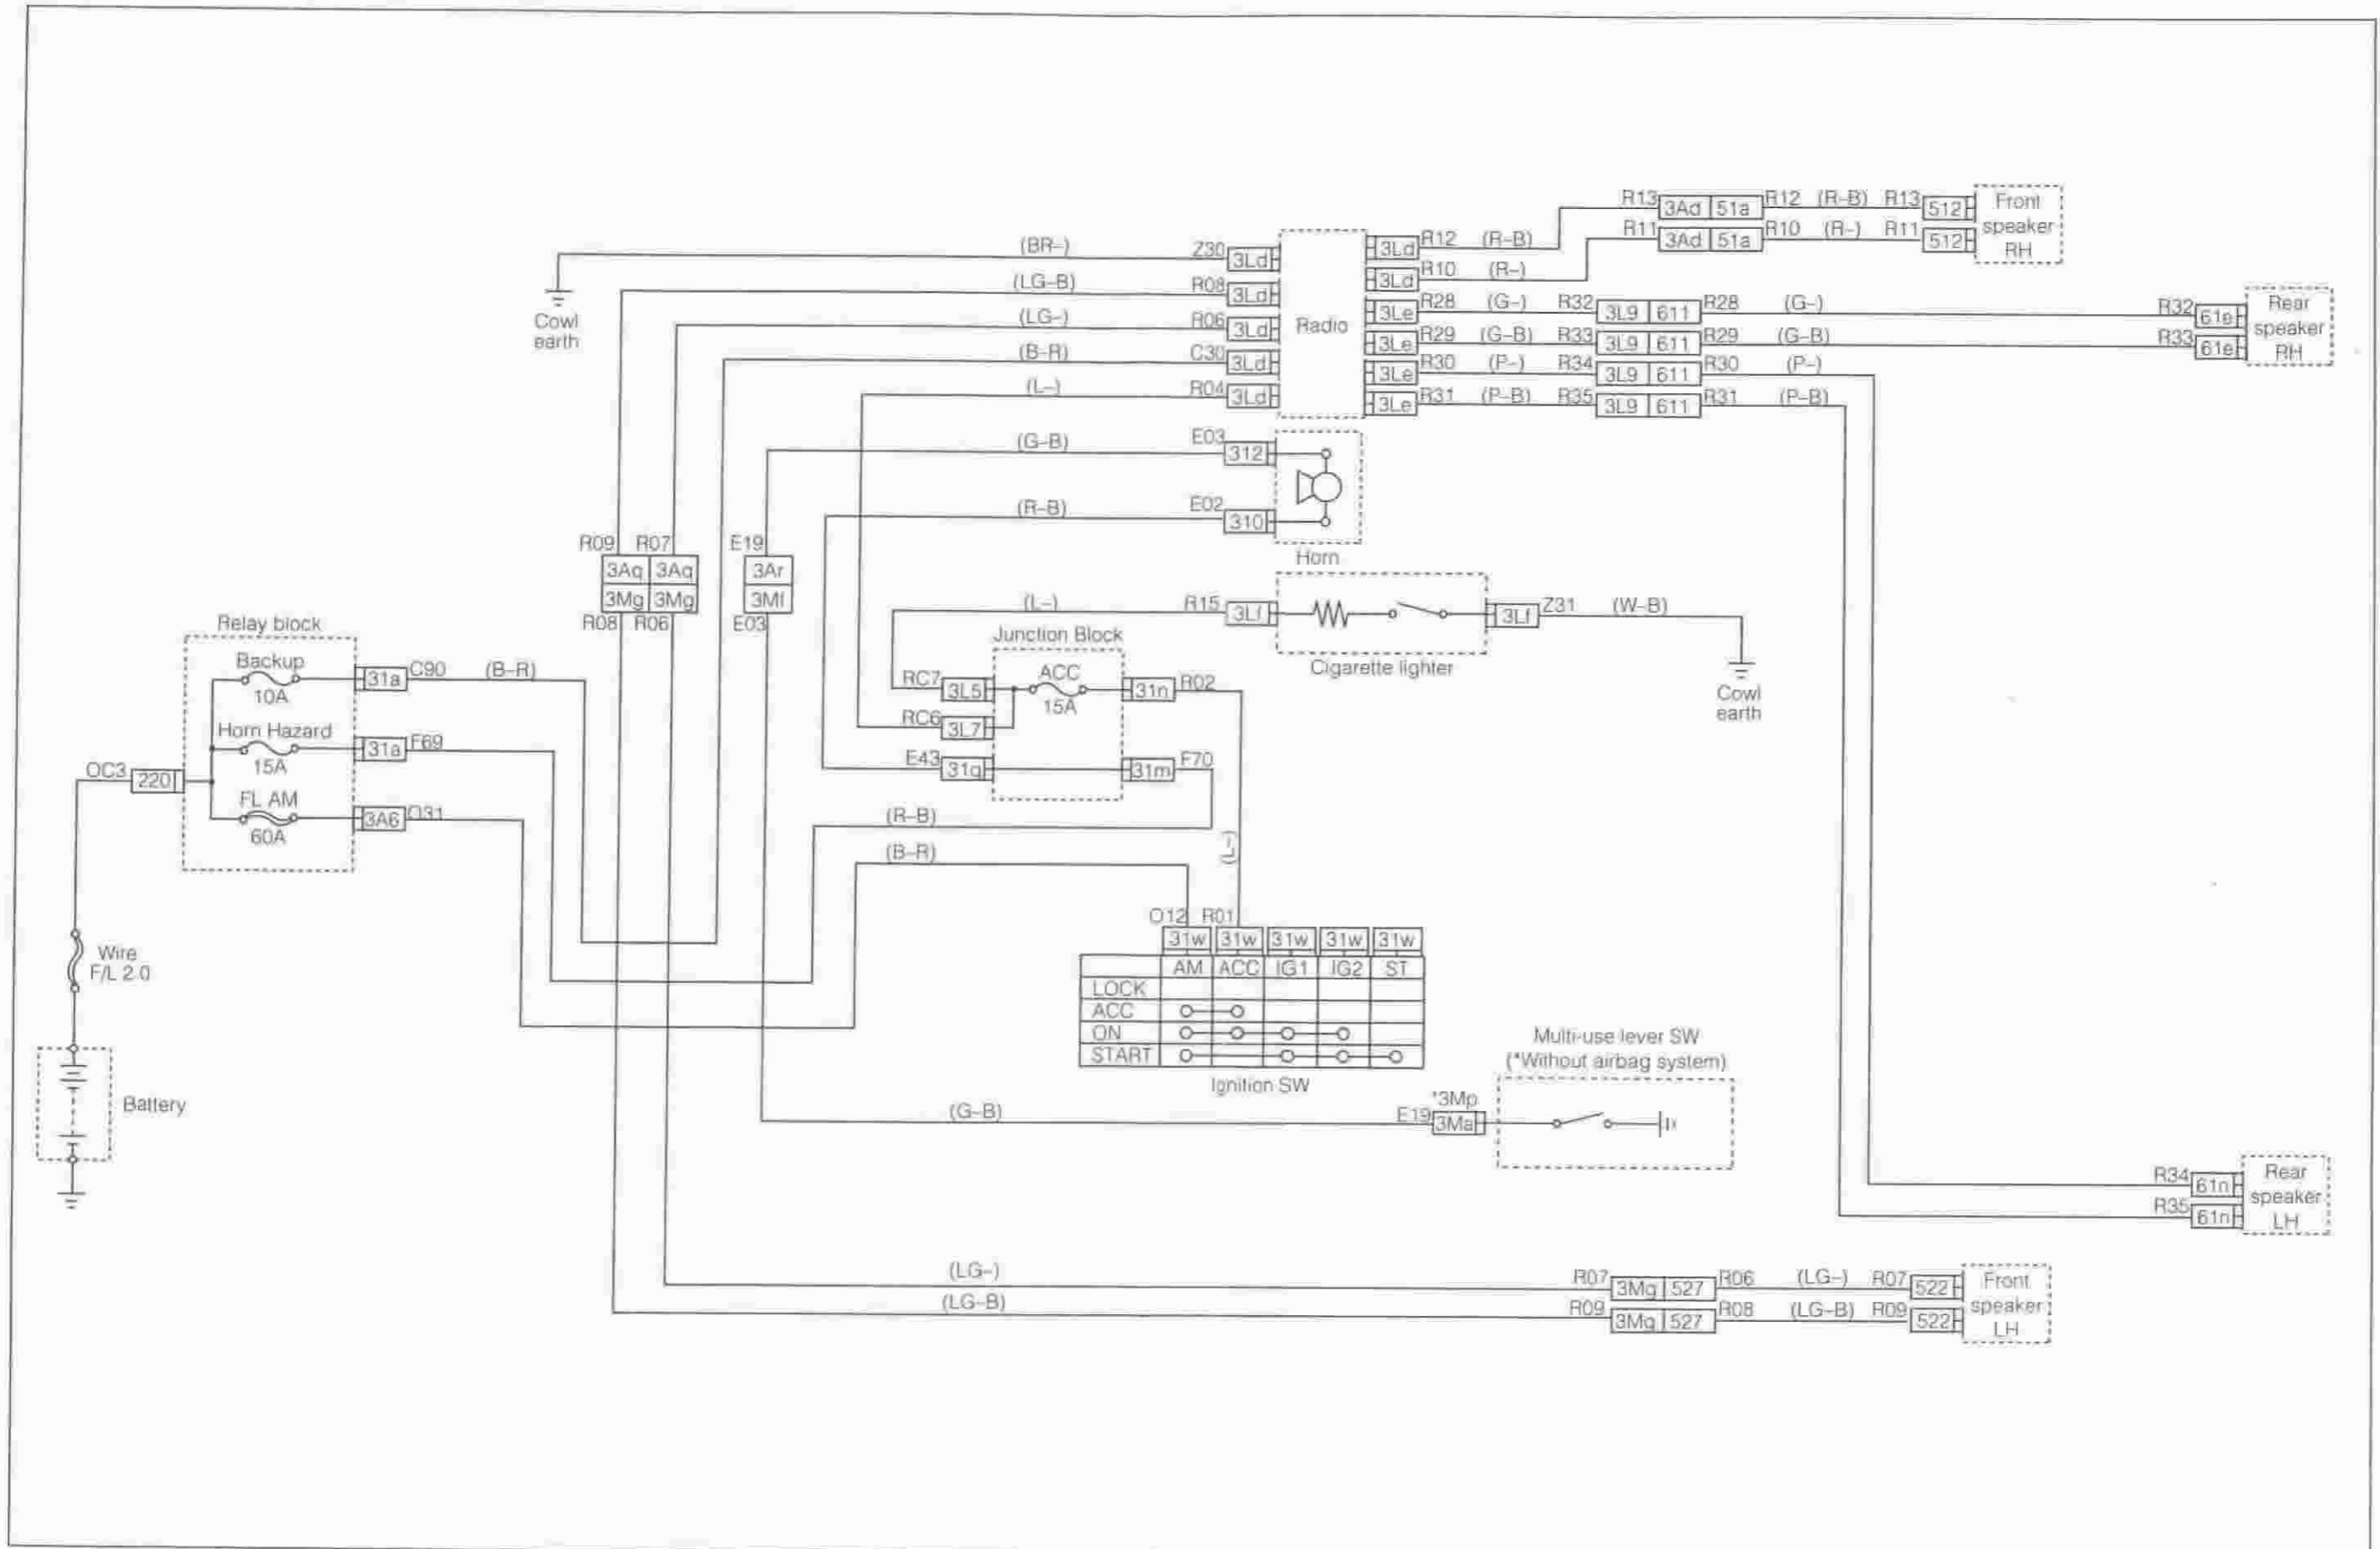 R13 3Ad 51a R12 (R-B) R13 512 Front
R11 3Ad 51a R10 (R-) R11 512 speaker
RH
(BR-) Z30 3Ld
3Ld R12 (R-B)
(LG-B) R08 3Ld
3Ld R10 (R-)
(LG-) R06 3Ld
Radio
(B-R) C30 3Ld
(L-) R04 3Ld
3Le R28 (G-) R32 3L9 611 R28 (G-) R32 61e Rear
3Le R29 (G-B) R33 3L9 611 R29 (G-B) R33 61e speaker
RH
3Le R30 (P-) R34 3L9 611 R30 (P-)
3Le R31 (P-B) R35 3L9 611 R31 (P-B)
Cowl
earth
(G-B) E03 312
(R-B) E02 310
Horn
R09 R07 E19
3Aq 3Aq 3Ar
3Mg 3Mg 3Ml
R08 R06 E03
(L-) R15 3Lf
3Lf Z31 (W-B)
Cigarette lighter
Cowl
earth
Junction Block
RC7 3L5 ACC 31n R02
15A
RC6 3L7
E43 31q 31m F70
Relay block
Backup 31a C90 (B-R)
10A
Horn Hazard 31a F69
15A
OC3 220
FL AM 3A6 O31
60A
(R-B)
(B-R)
(L-)
Wire
F/L 2.0
Battery
O12 R01
31w 31w 31w 31w 31w
AM ACC IG1 IG2 ST
LOCK
ACC
ON
START
Ignition SW
Multi-use lever SW
(*Without airbag system)
*3Mp
(G-B) E19 3Ma
R34 61n Rear
R35 61n speaker
LH
(LG-) R07 3Mg 527 R06 (LG-) R07 522 Front
(LG-B) R09 3Mg 527 R08 (LG-B) R09 522 speaker
LH